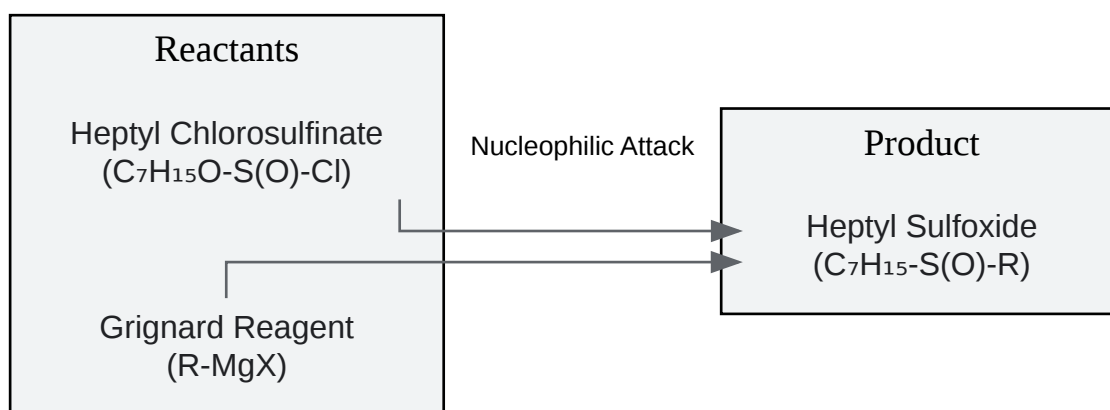 Reactants
Heptyl Chlorosulfinate
(C₇H₁₅O-S(O)-Cl)
Grignard Reagent
(R-MgX)
Nucleophilic Attack
Product
Heptyl Sulfoxide
(C₇H₁₅-S(O)-R)